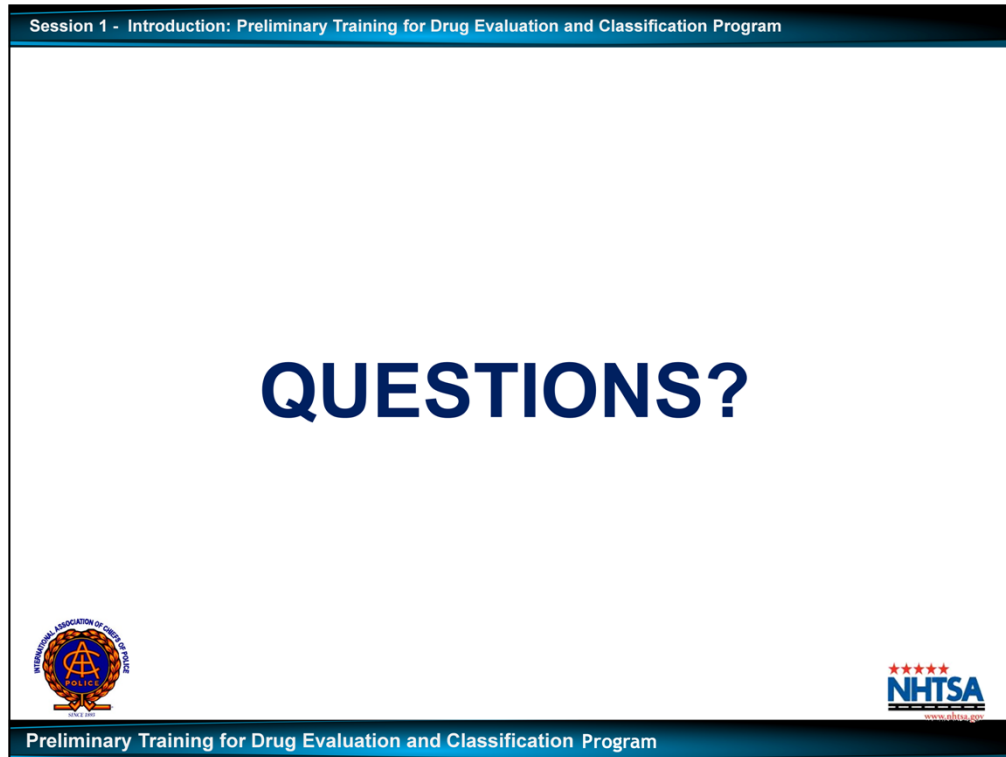 Session 1 - Introduction: Preliminary Training for Drug Evaluation and Classification Program
QUESTIONS?
INTERNATIONAL ASSOCIATION OF CHIEFS OF POLICE
POLICE
NHTSA
www.nhtsa.gov
Preliminary Training for Drug Evaluation and Classification Program